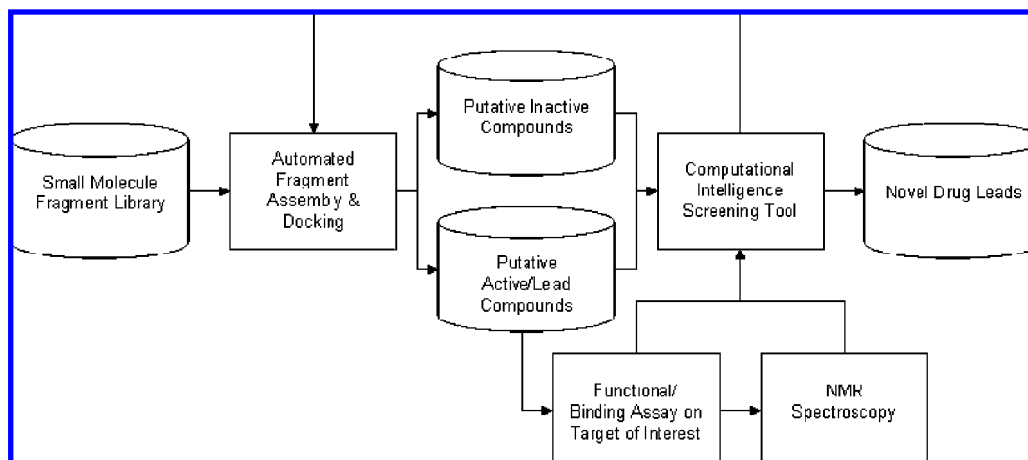 Small Molecule
Fragment Library
Automated
Fragment
Assembly &
Docking
Putative Inactive
Compounds
Putative
Active/Lead
Compounds
Computational
Intelligence
Screening Tool
Novel Drug Leads
Functional/
Binding Assay on
Target of Interest
NMR
Spectroscopy